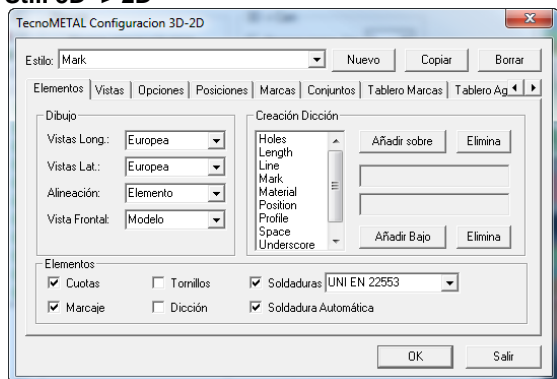 Stili 3D -> 2D
TecnoMETAL Configuracion 3D-2D
Estilo: Mark Nuevo Copiar Borrar
Elementos Vistas Opciones Posiciones Marcas Conjuntos Tablero Marcas Tablero Ag
Dibujo
Vistas Long.: Europea
Vistas Lat.: Europea
Alineación: Elemento
Vista Frontal: Modelo
Creación Dicción
Holes
Length
Line
Mark
Material
Position
Profile
Space
Underscore
Añadir sobre Elimina
Añadir Bajo Elimina
Elementos
Cuotas Tornillos Soldaduras UNI EN 22553
Marcaje Dicción Soldadura Automática
OK Salir